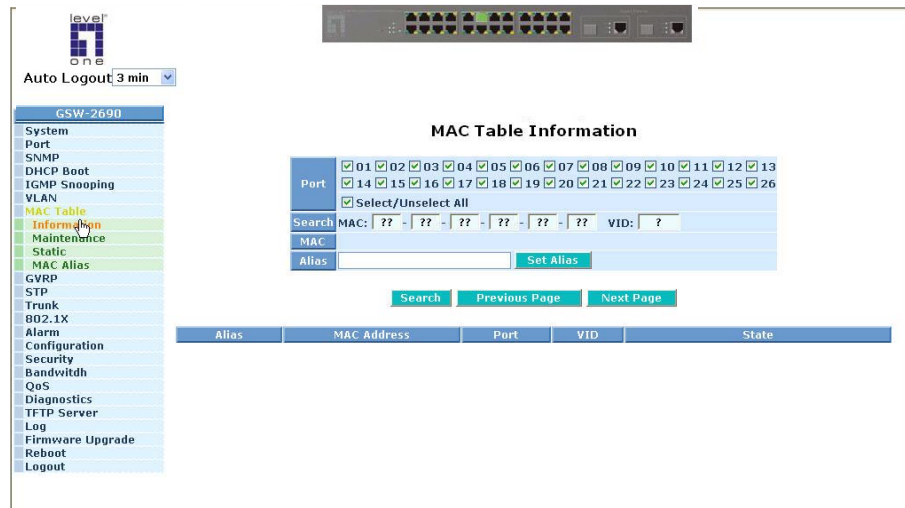 level
one
Auto Logout 3 min
GSW-2690
System
Port
SNMP
DHCP Boot
IGMP Snooping
VLAN
MAC Table
Information
Maintenance
Static
MAC Alias
GVRP
STP
Trunk
802.1X
Alarm
Configuration
Security
Bandwitdh
QoS
Diagnostics
TFTP Server
Log
Firmware Upgrade
Reboot
Logout
MAC Table Information
Port
01 02 03 04 05 06 07 08 09 10 11 12 13
14 15 16 17 18 19 20 21 22 23 24 25 26
Select/Unselect All
Search MAC: ?? - ?? - ?? - ?? - ?? - ?? VID: ?
MAC
Alias Set Alias
Search Previous Page Next Page
Alias MAC Address Port VID State